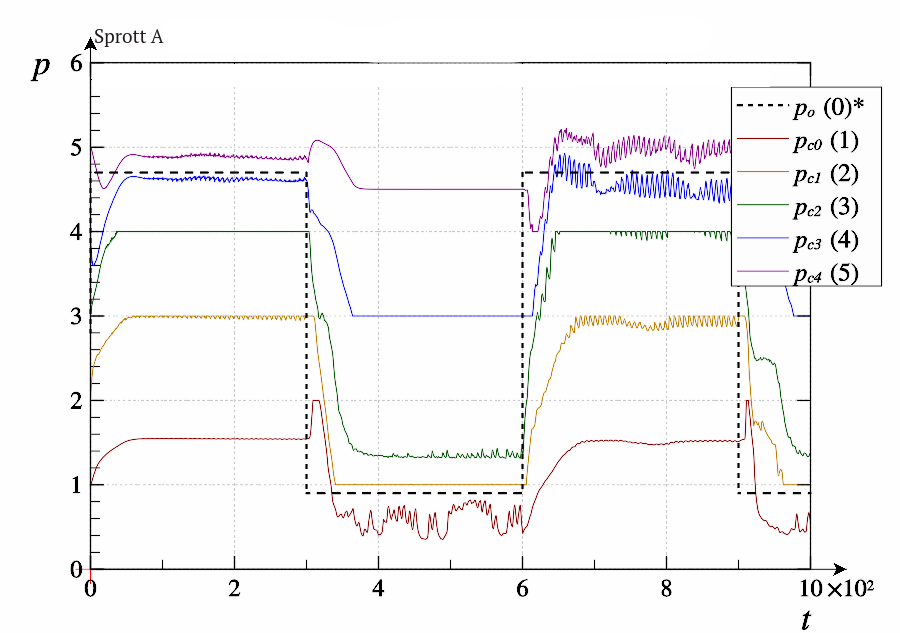 Sprott A
p
6
5
4
3
2
1
0
p_o (0)*
p_c0 (1)
p_c1 (2)
p_c2 (3)
p_c3 (4)
p_c4 (5)
0 2 4 6 8 10 ×10²
t